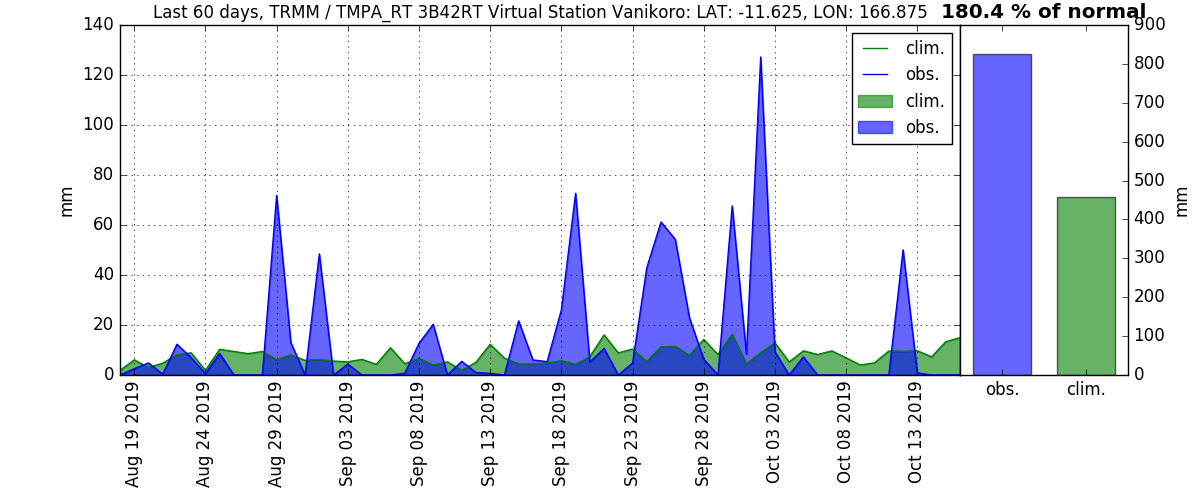 Last 60 days, TRMM / TMPA_RT 3B42RT Virtual Station Vanikoro: LAT: -11.625, LON: 166.875
180.4 % of normal
140
120
100
80
60
40
20
0
mm
clim.
obs.
clim.
obs.
Aug 19 2019
Aug 24 2019
Aug 29 2019
Sep 03 2019
Sep 08 2019
Sep 13 2019
Sep 18 2019
Sep 23 2019
Sep 28 2019
Oct 03 2019
Oct 08 2019
Oct 13 2019
900
800
700
600
500
400
300
200
100
0
mm
obs.
clim.